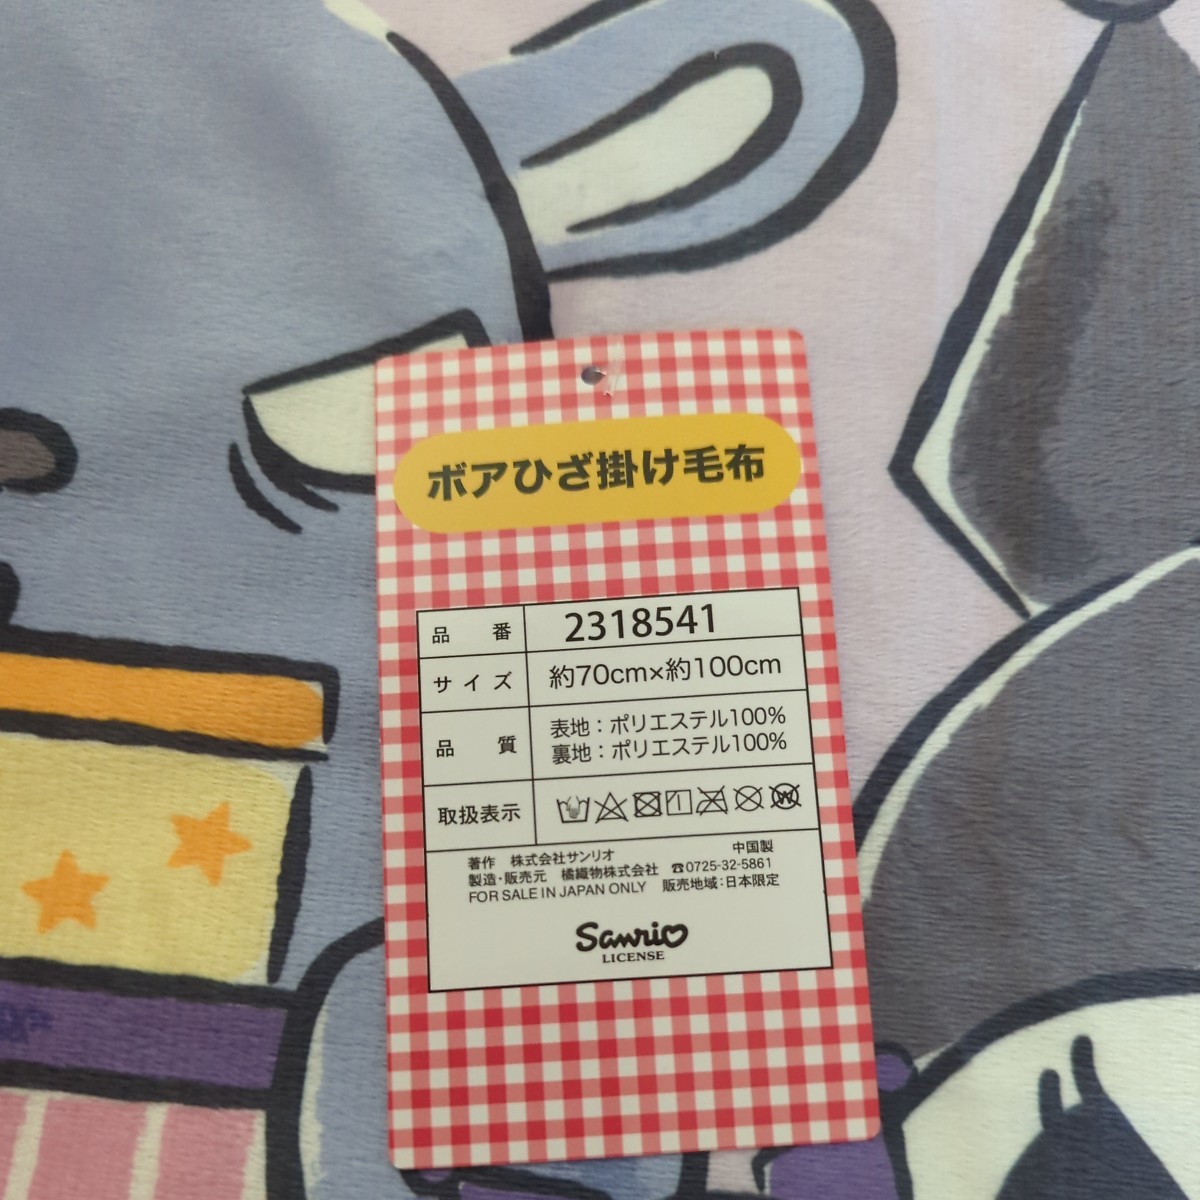 ボアひざ掛け毛布
品番 2318541
サイズ 約70cm×約100cm
品質 表地：ポリエステル100%
裏地：ポリエステル100%
取扱表示
著作 株式会社サンリオ 中国製
製造・販売元 橘織物株式会社 ☎0725-32-5861
FOR SALE IN JAPAN ONLY 販売地域：日本限定
Sanrio
LICENSE